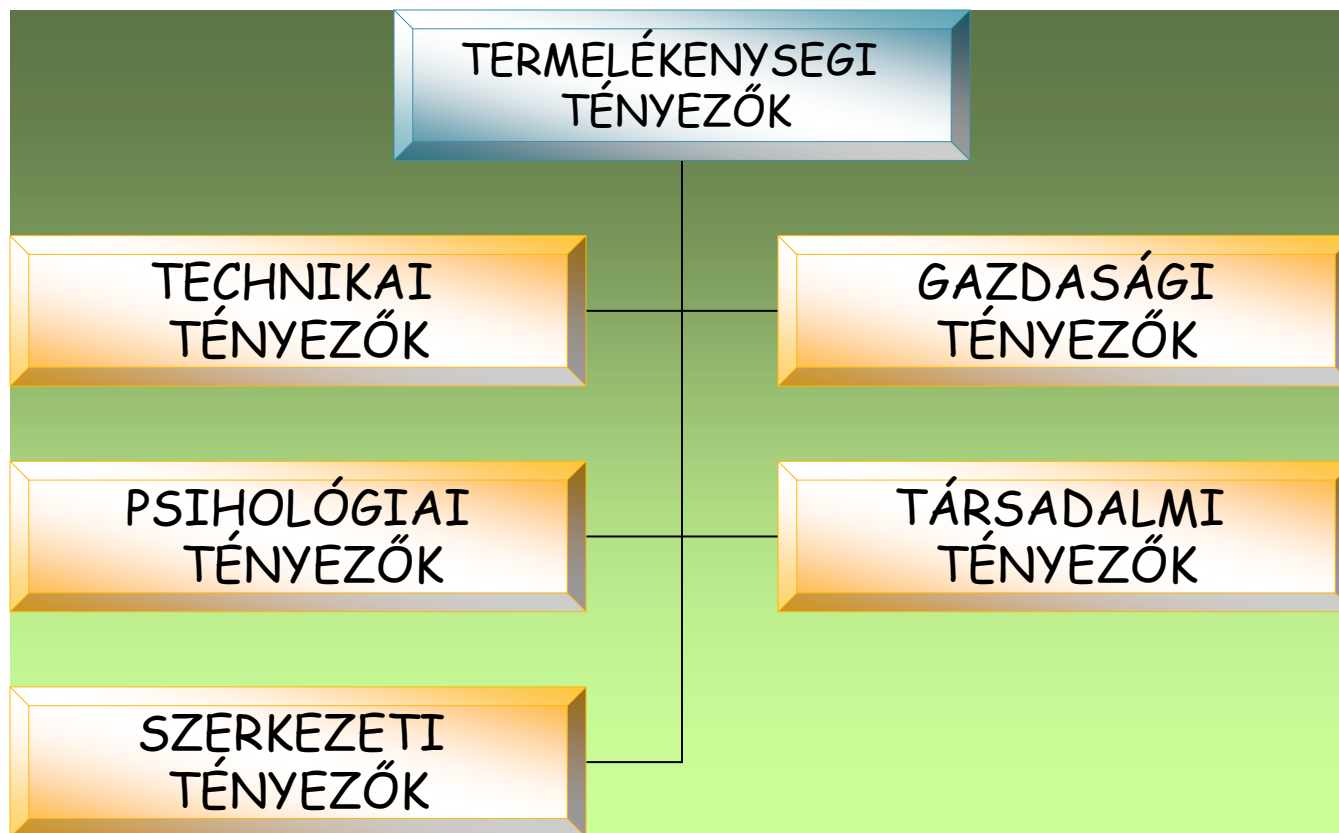 TERMELÉKENYSEGI
TÉNYEZŐK
TECHNIKAI
TÉNYEZŐK
GAZDASÁGI
TÉNYEZŐK
PSIHOLÓGIAI
TÉNYEZŐK
TÁRSADALMI
TÉNYEZŐK
SZERKEZETI
TÉNYEZŐK